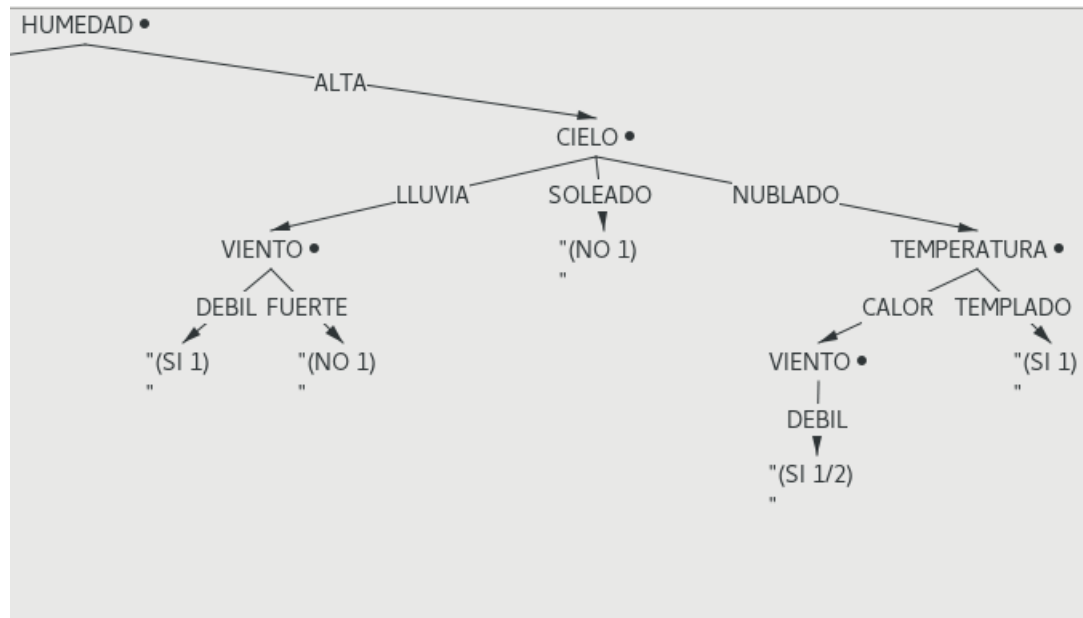 HUMEDAD •
ALTA
CIELO •
LLUVIA SOLEADO NUBLADO
VIENTO • "(NO 1) TEMPERATURA •
"
DEBIL FUERTE CALOR TEMPLADO
"(SI 1) "(NO 1) VIENTO • "(SI 1)
" " "
DEBIL
"(SI 1/2)
"